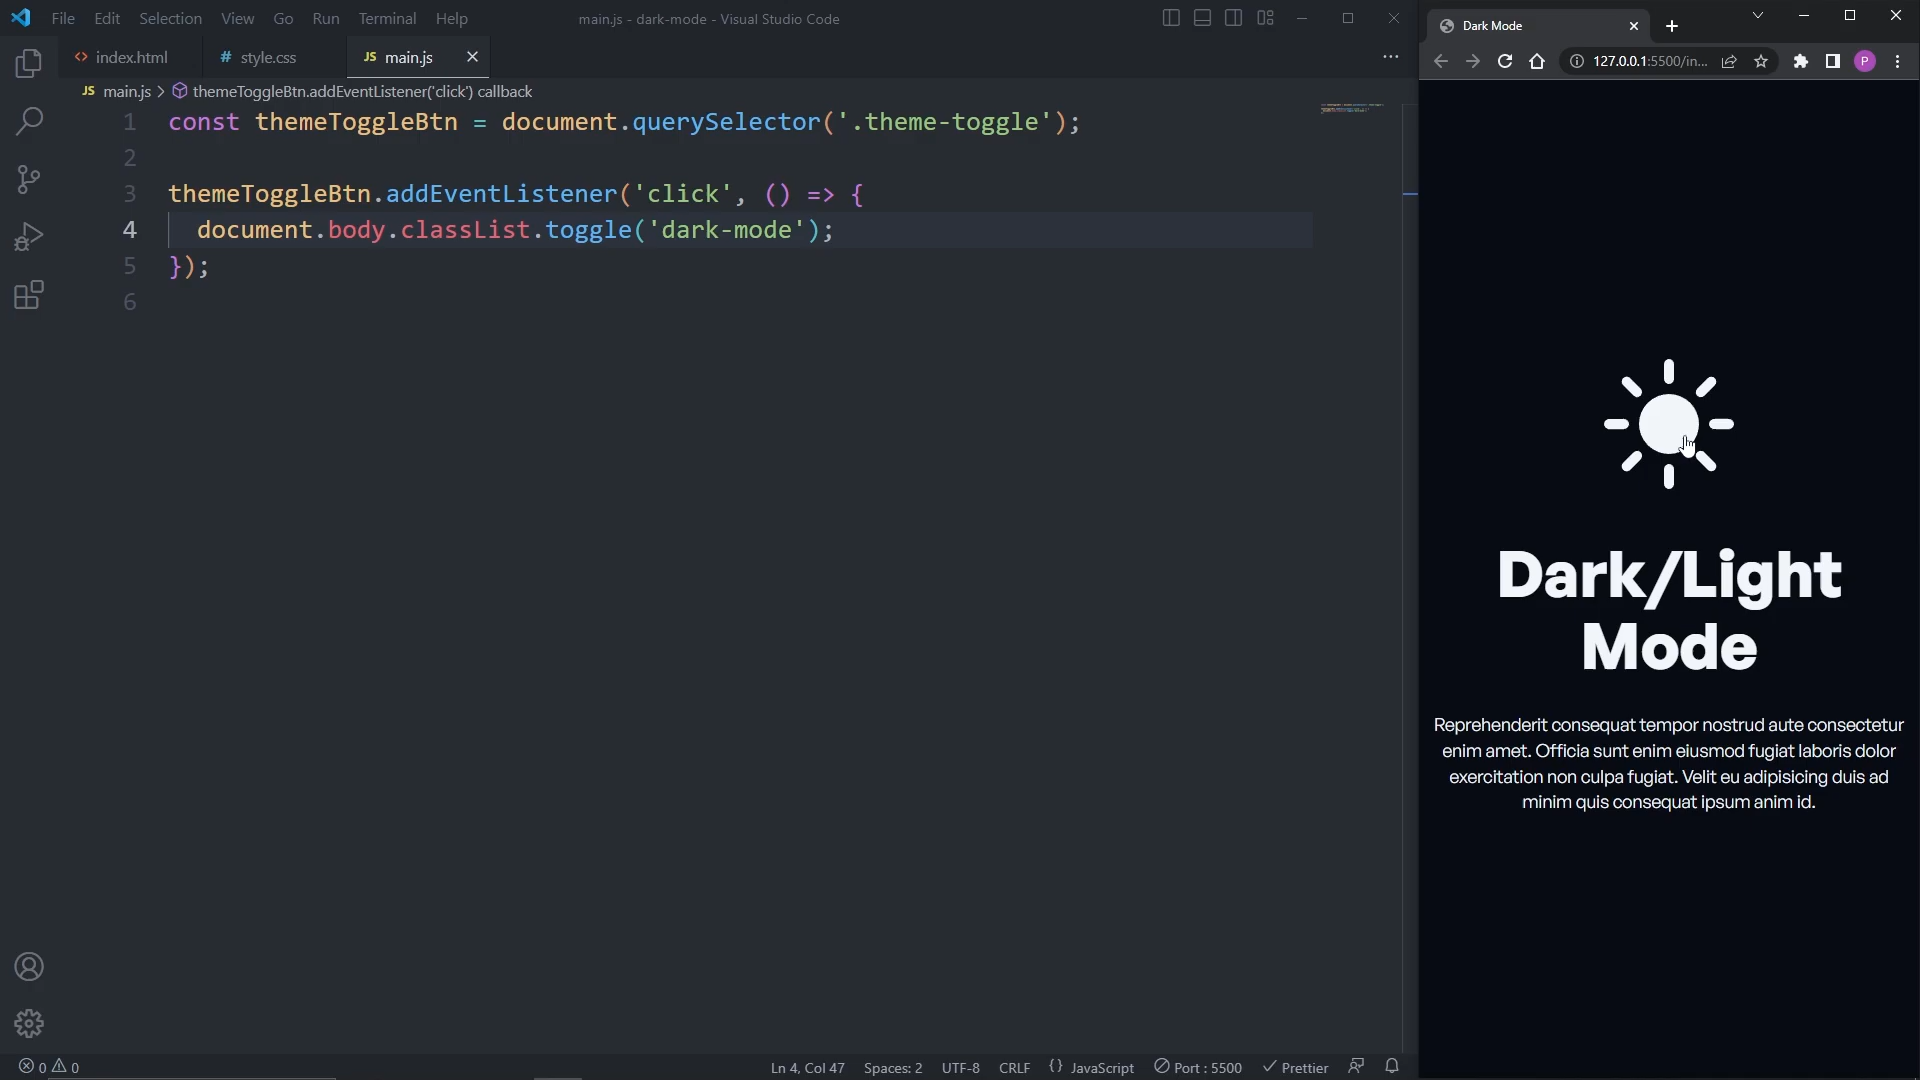 File Edit Selection View Go Run Terminal Help
main.js - dark-mode - Visual Studio Code
index.html
# style.css
JS main.js
JS main.js > themeToggleBtn.addEventListener('click') callback
1 const themeToggleBtn = document.querySelector('.theme-toggle');
2
3 themeToggleBtn.addEventListener('click', () => {
4 document.body.classList.toggle('dark-mode');
5 });
6
0 0
Ln 4, Col 47 Spaces: 2 UTF-8 CRLF {} JavaScript Port : 5500 Prettier
Dark Mode
127.0.0.1:5500/in...
P
Dark/Light
Mode
Reprehenderit consequat tempor nostrud aute consectetur
enim amet. Officia sunt enim eiusmod fugiat laboris dolor
exercitation non culpa fugiat. Velit eu adipisicing duis ad
minim quis consequat ipsum anim id.